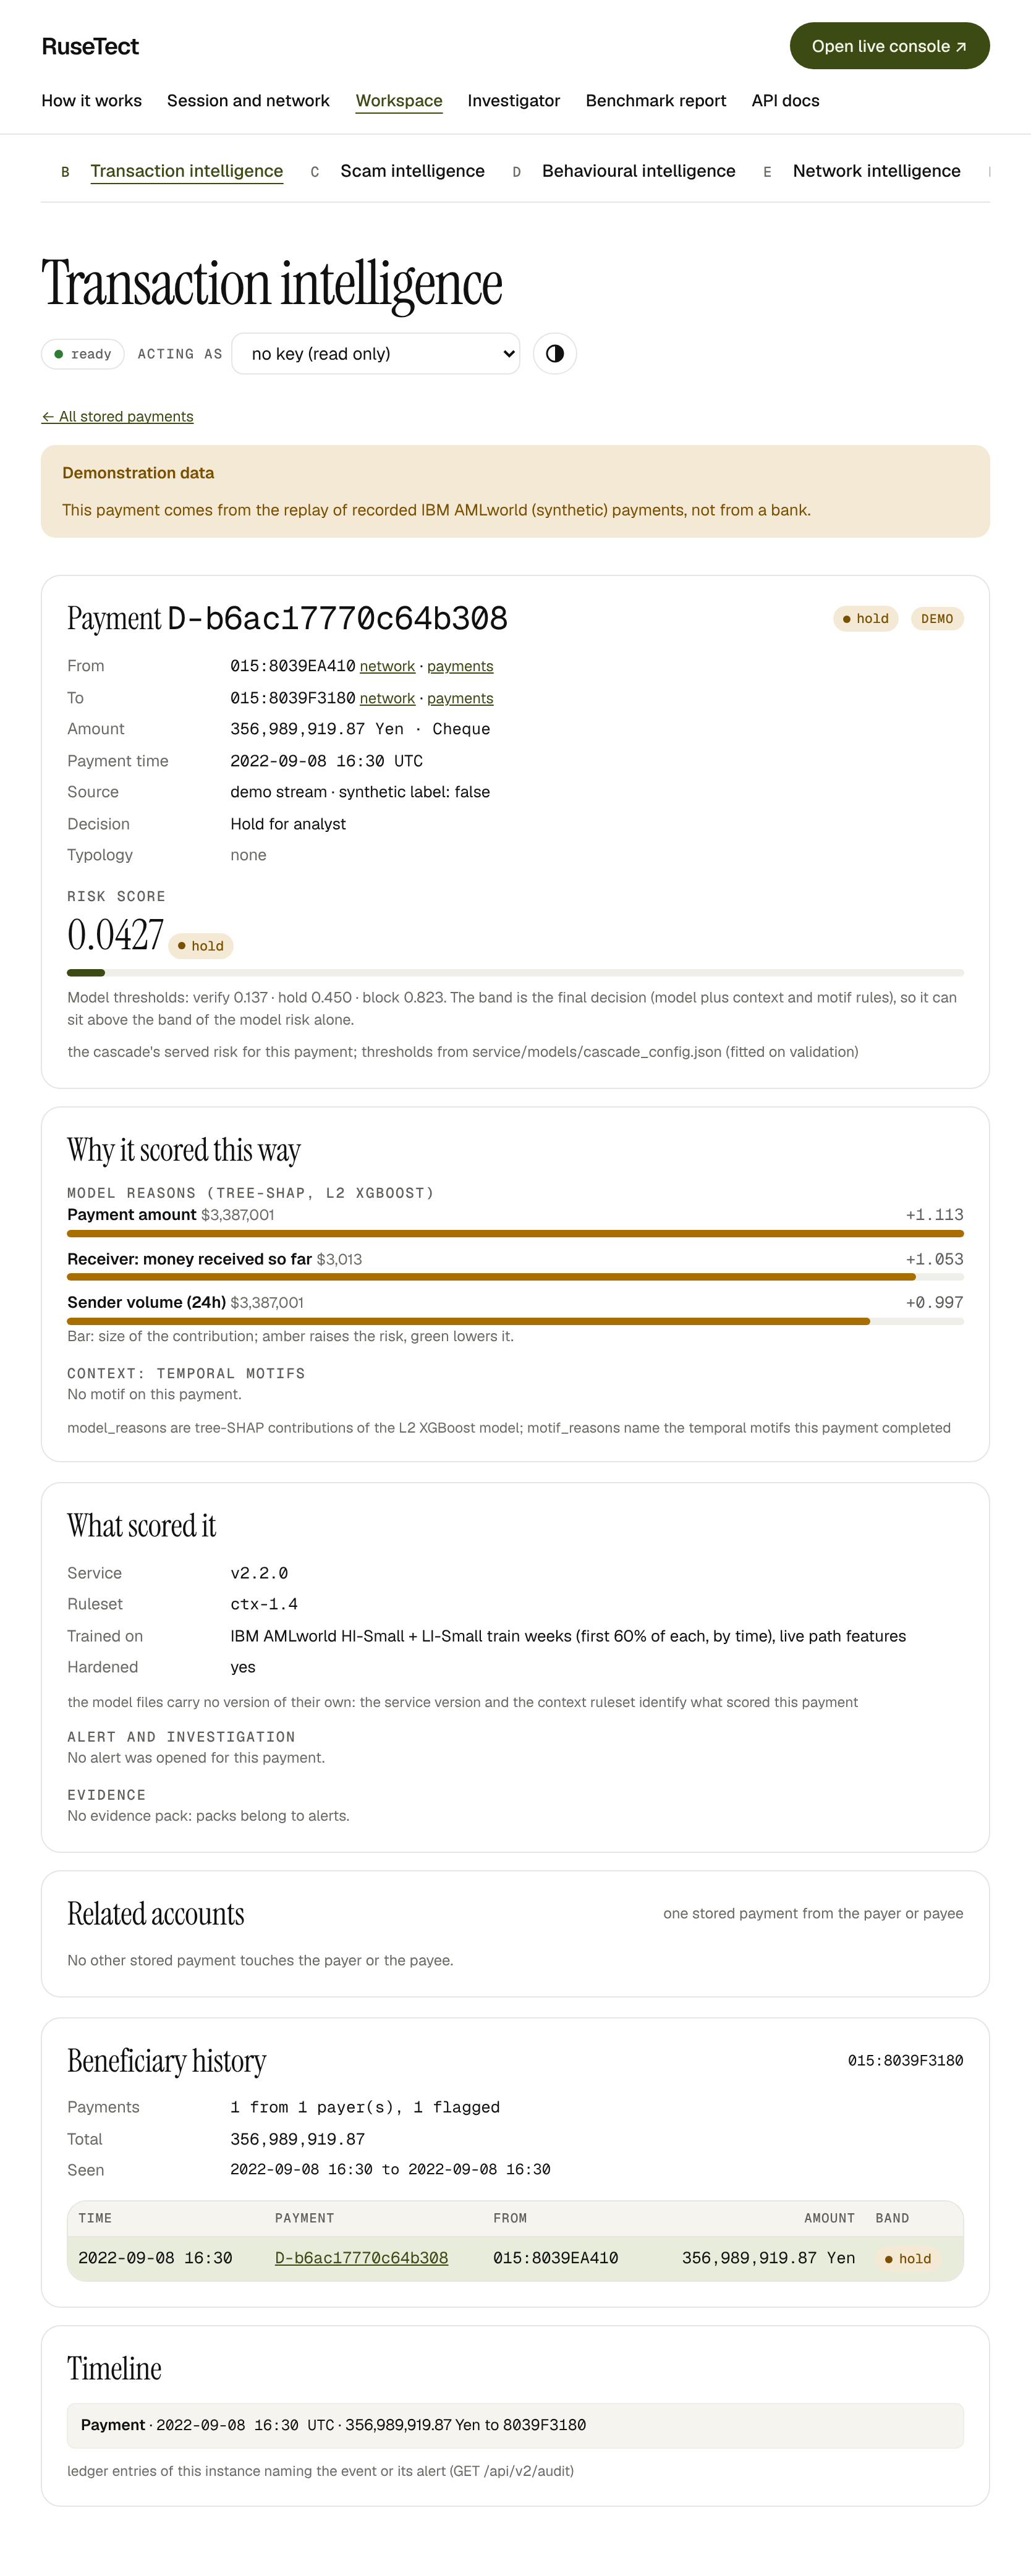 RuseTect
Open live console ↗
How it works Session and network Workspace Investigator Benchmark report API docs
B Transaction intelligence C Scam intelligence D Behavioural intelligence E Network intelligence
Transaction intelligence
ready ACTING AS no key (read only)
← All stored payments
Demonstration data
This payment comes from the replay of recorded IBM AMLworld (synthetic) payments, not from a bank.
Payment D-b6ac17770c64b308 hold DEMO
From 015:8039EA410 network · payments
To 015:8039F3180 network · payments
Amount 356,989,919.87 Yen · Cheque
Payment time 2022-09-08 16:30 UTC
Source demo stream · synthetic label: false
Decision Hold for analyst
Typology none
RISK SCORE
0.0427 hold
Model thresholds: verify 0.137 · hold 0.450 · block 0.823. The band is the final decision (model plus context and motif rules), so it can
sit above the band of the model risk alone.
the cascade's served risk for this payment; thresholds from service/models/cascade_config.json (fitted on validation)
Why it scored this way
MODEL REASONS (TREE-SHAP, L2 XGBOOST)
Payment amount $3,387,001 +1.113
Receiver: money received so far $3,013 +1.053
Sender volume (24h) $3,387,001 +0.997
Bar: size of the contribution; amber raises the risk, green lowers it.
CONTEXT: TEMPORAL MOTIFS
No motif on this payment.
model_reasons are tree-SHAP contributions of the L2 XGBoost model; motif_reasons name the temporal motifs this payment completed
What scored it
Service v2.2.0
Ruleset ctx-1.4
Trained on IBM AMLworld HI-Small + LI-Small train weeks (first 60% of each, by time), live path features
Hardened yes
the model files carry no version of their own: the service version and the context ruleset identify what scored this payment
ALERT AND INVESTIGATION
No alert was opened for this payment.
EVIDENCE
No evidence pack: packs belong to alerts.
Related accounts one stored payment from the payer or payee
No other stored payment touches the payer or the payee.
Beneficiary history 015:8039F3180
Payments 1 from 1 payer(s), 1 flagged
Total 356,989,919.87
Seen 2022-09-08 16:30 to 2022-09-08 16:30
TIME PAYMENT FROM AMOUNT BAND
2022-09-08 16:30 D-b6ac17770c64b308 015:8039EA410 356,989,919.87 Yen hold
Timeline
Payment · 2022-09-08 16:30 UTC · 356,989,919.87 Yen to 8039F3180
ledger entries of this instance naming the event or its alert (GET /api/v2/audit)